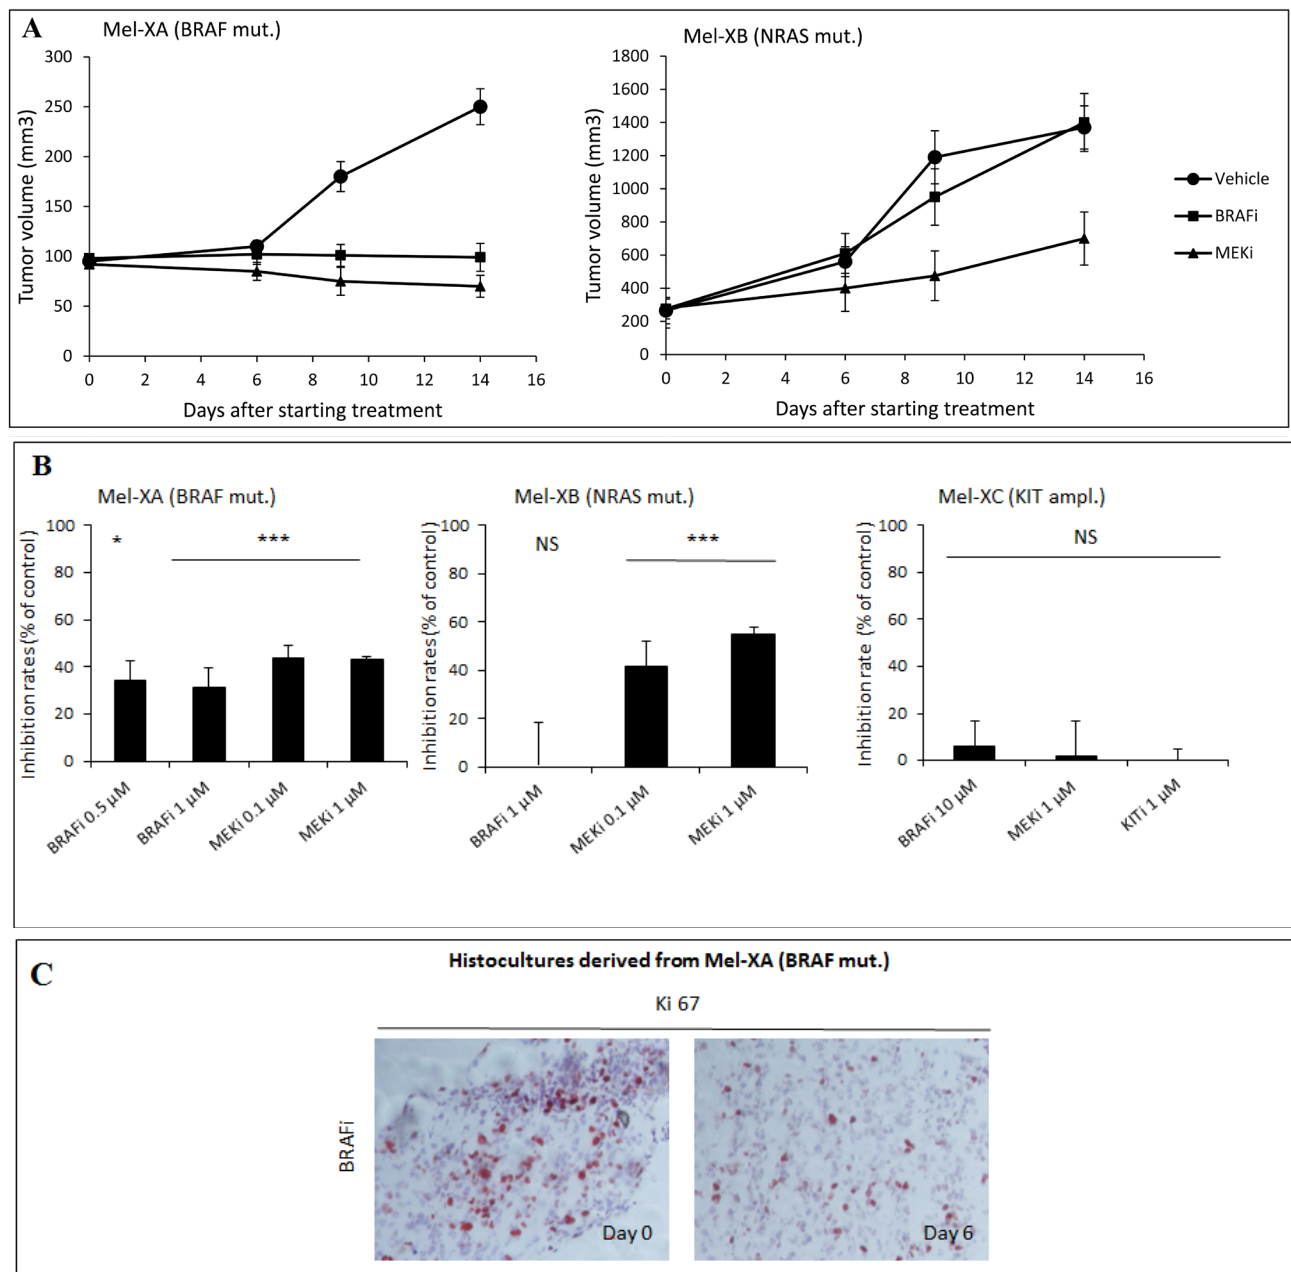 A
Mel-XA (BRAF mut.)
Tumor volume (mm3)
300
250
200
150
100
50
0
0 2 4 6 8 10 12 14 16
Days after starting treatment
Mel-XB (NRAS mut.)
Tumor volume (mm3)
1800
1600
1400
1200
1000
800
600
400
200
0
0 2 4 6 8 10 12 14 16
Days after starting treatment
Vehicle
BRAFi
MEKi
B
Mel-XA (BRAF mut.)
Inhibition rates (% of control)
100
80
60
40
20
0
*
***
BRAFi 0.5 µM
BRAFi 1 µM
MEKi 0.1 µM
MEKi 1 µM
Mel-XB (NRAS mut.)
Inhibition rates (% of control)
100
80
60
40
20
0
NS
***
BRAFi 1 µM
MEKi 0.1 µM
MEKi 1 µM
Mel-XC (KIT ampl.)
Inhibition rate (% of control)
100
80
60
40
20
0
NS
BRAFi 10 µM
MEKi 1 µM
KITi 1 µM
C
Histocultures derived from Mel-XA (BRAF mut.)
Ki 67
BRAFi
Day 0
Day 6